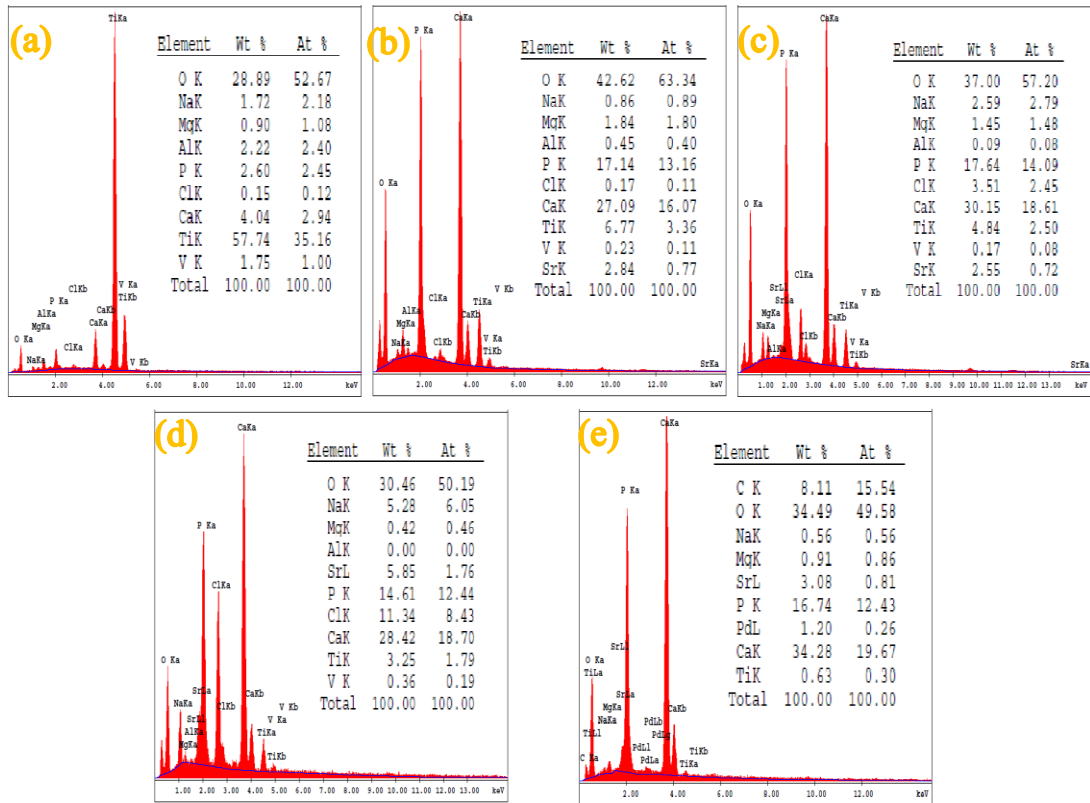 (a)
TiKa
Element Wt % At %
O K 28.89 52.67
NaK 1.72 2.18
MgK 0.90 1.08
AlK 2.22 2.40
P K 2.60 2.45
ClK 0.15 0.12
CaK 4.04 2.94
TiK 57.74 35.16
V K 1.75 1.00
Total 100.00 100.00
ClKb
P Ka
AlKa
MgKa
O Ka
NaKa
ClKa
CaKb
CaKa
V Ka
TiKb
V Kb
2.00 4.00 6.00 8.00 10.00 12.00 keV
(b)
CaKa
P Ka
Element Wt % At %
O K 42.62 63.34
NaK 0.86 0.89
MgK 1.84 1.80
AlK 0.45 0.40
P K 17.14 13.16
ClK 0.17 0.11
CaK 27.09 16.07
TiK 6.77 3.36
V K 0.23 0.11
SrK 2.84 0.77
Total 100.00 100.00
O Ka
AlKa
MgKa
NaKa
ClKa
ClKb
CaKb
TiKa
V Kb
V Ka
TiKb
SrKa
2.00 4.00 6.00 8.00 10.00 12.00 keV
(c)
CaKa
P Ka
Element Wt % At %
O K 37.00 57.20
NaK 2.59 2.79
MgK 1.45 1.48
AlK 0.09 0.08
P K 17.64 14.09
ClK 3.51 2.45
CaK 30.15 18.61
TiK 4.84 2.50
V K 0.17 0.08
SrK 2.55 0.72
Total 100.00 100.00
O Ka
SrLl
SrLa
MgKa
NaKa
AlKa
ClKa
ClKb
CaKb
TiKa
V Kb
V Ka
TiKb
SrKa
1.00 2.00 3.00 4.00 5.00 6.00 7.00 8.00 9.00 10.00 11.00 12.00 13.00 keV
(d)
CaKa
P Ka
ClKa
Element Wt % At %
O K 30.46 50.19
NaK 5.28 6.05
MgK 0.42 0.46
AlK 0.00 0.00
SrL 5.85 1.76
P K 14.61 12.44
ClK 11.34 8.43
CaK 28.42 18.70
TiK 3.25 1.79
V K 0.36 0.19
Total 100.00 100.00
O Ka
NaKa
SrLa
SrLl
AlKa
MgKa
ClKb
CaKb
V Kb
V Ka
TiKa
TiKb
1.00 2.00 3.00 4.00 5.00 6.00 7.00 8.00 9.00 10.00 11.00 12.00 13.00 keV
(e)
CaKa
P Ka
Element Wt % At %
C K 8.11 15.54
O K 34.49 49.58
NaK 0.56 0.56
MgK 0.91 0.86
SrL 3.08 0.81
P K 16.74 12.43
PdL 1.20 0.26
CaK 34.28 19.67
TiK 0.63 0.30
Total 100.00 100.00
SrLl
O Ka
TiLa
SrLa
MgKa
NaKa
TiLl
C Ka
PdLb
PdLg
PdLl
PdLa
CaKb
TiKb
TiKa
2.00 4.00 6.00 8.00 10.00 12.00 keV